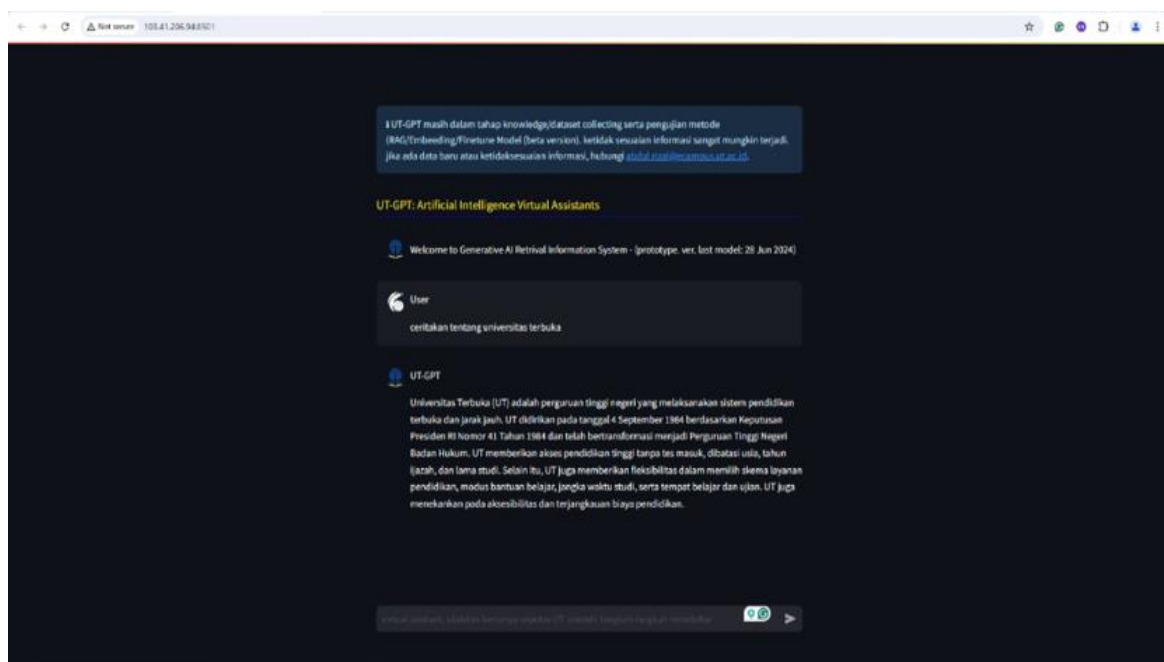 Not secure 103.41.206.94:8501
UT-GPT masih dalam tahap knowledge/dataset collecting serta pengujian metode
(RAG/Embeeding/Finetune Model (beta version). ketidak sesuaian informasi sangat mungkin terjadi.
jika ada data baru atau ketidaksesuaian informasi, hubungi
UT-GPT: Artificial Intelligence Virtual Assistants
Welcome to Generative AI Retrival Information System - (prototype. ver. last model: 28 Jun 2024)
User
ceritakan tentang universitas terbuka
UT-GPT
Universitas Terbuka (UT) adalah perguruan tinggi negeri yang melaksanakan sistem pendidikan
terbuka dan jarak jauh. UT didirikan pada tanggal 4 September 1984 berdasarkan Keputusan
Presiden RI Nomor 41 Tahun 1984 dan telah bertransformasi menjadi Perguruan Tinggi Negeri
Badan Hukum. UT memberikan akses pendidikan tinggi tanpa tes masuk, dibatasi usia, tahun
ijazah, dan lama studi. Selain itu, UT juga memberikan fleksibilitas dalam memilih skema layanan
pendidikan, modus bantuan belajar, jangka waktu studi, serta tempat belajar dan ujian. UT juga
menekankan pada aksesibilitas dan terjangkauan biaya pendidikan.